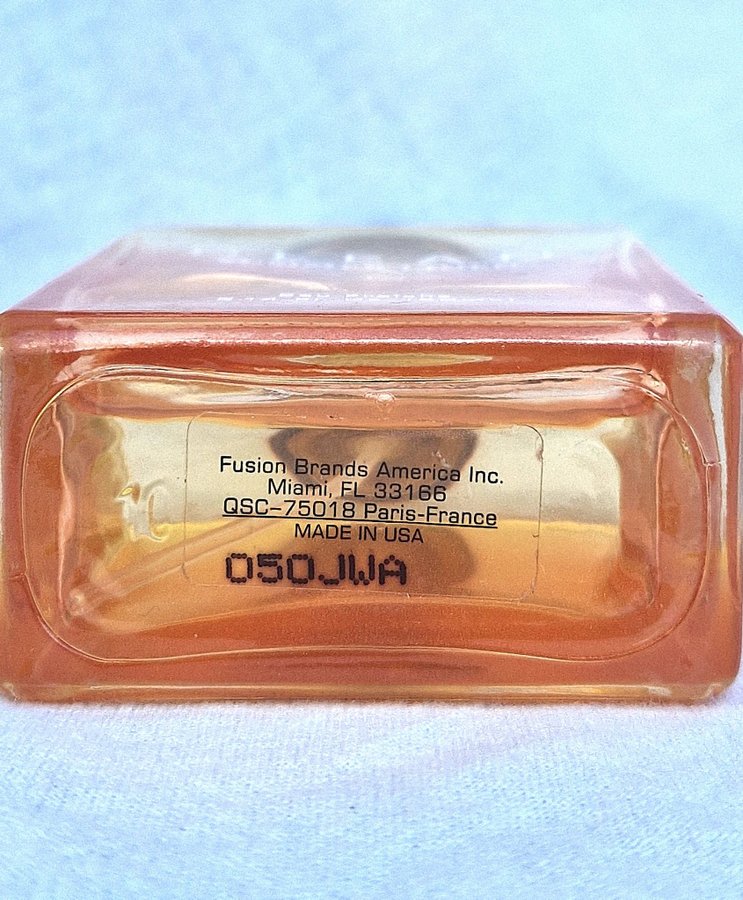 Fusion Brands America Inc.
Miami, FL 33166
QSC-75018 Paris-France
MADE IN USA
050JWA